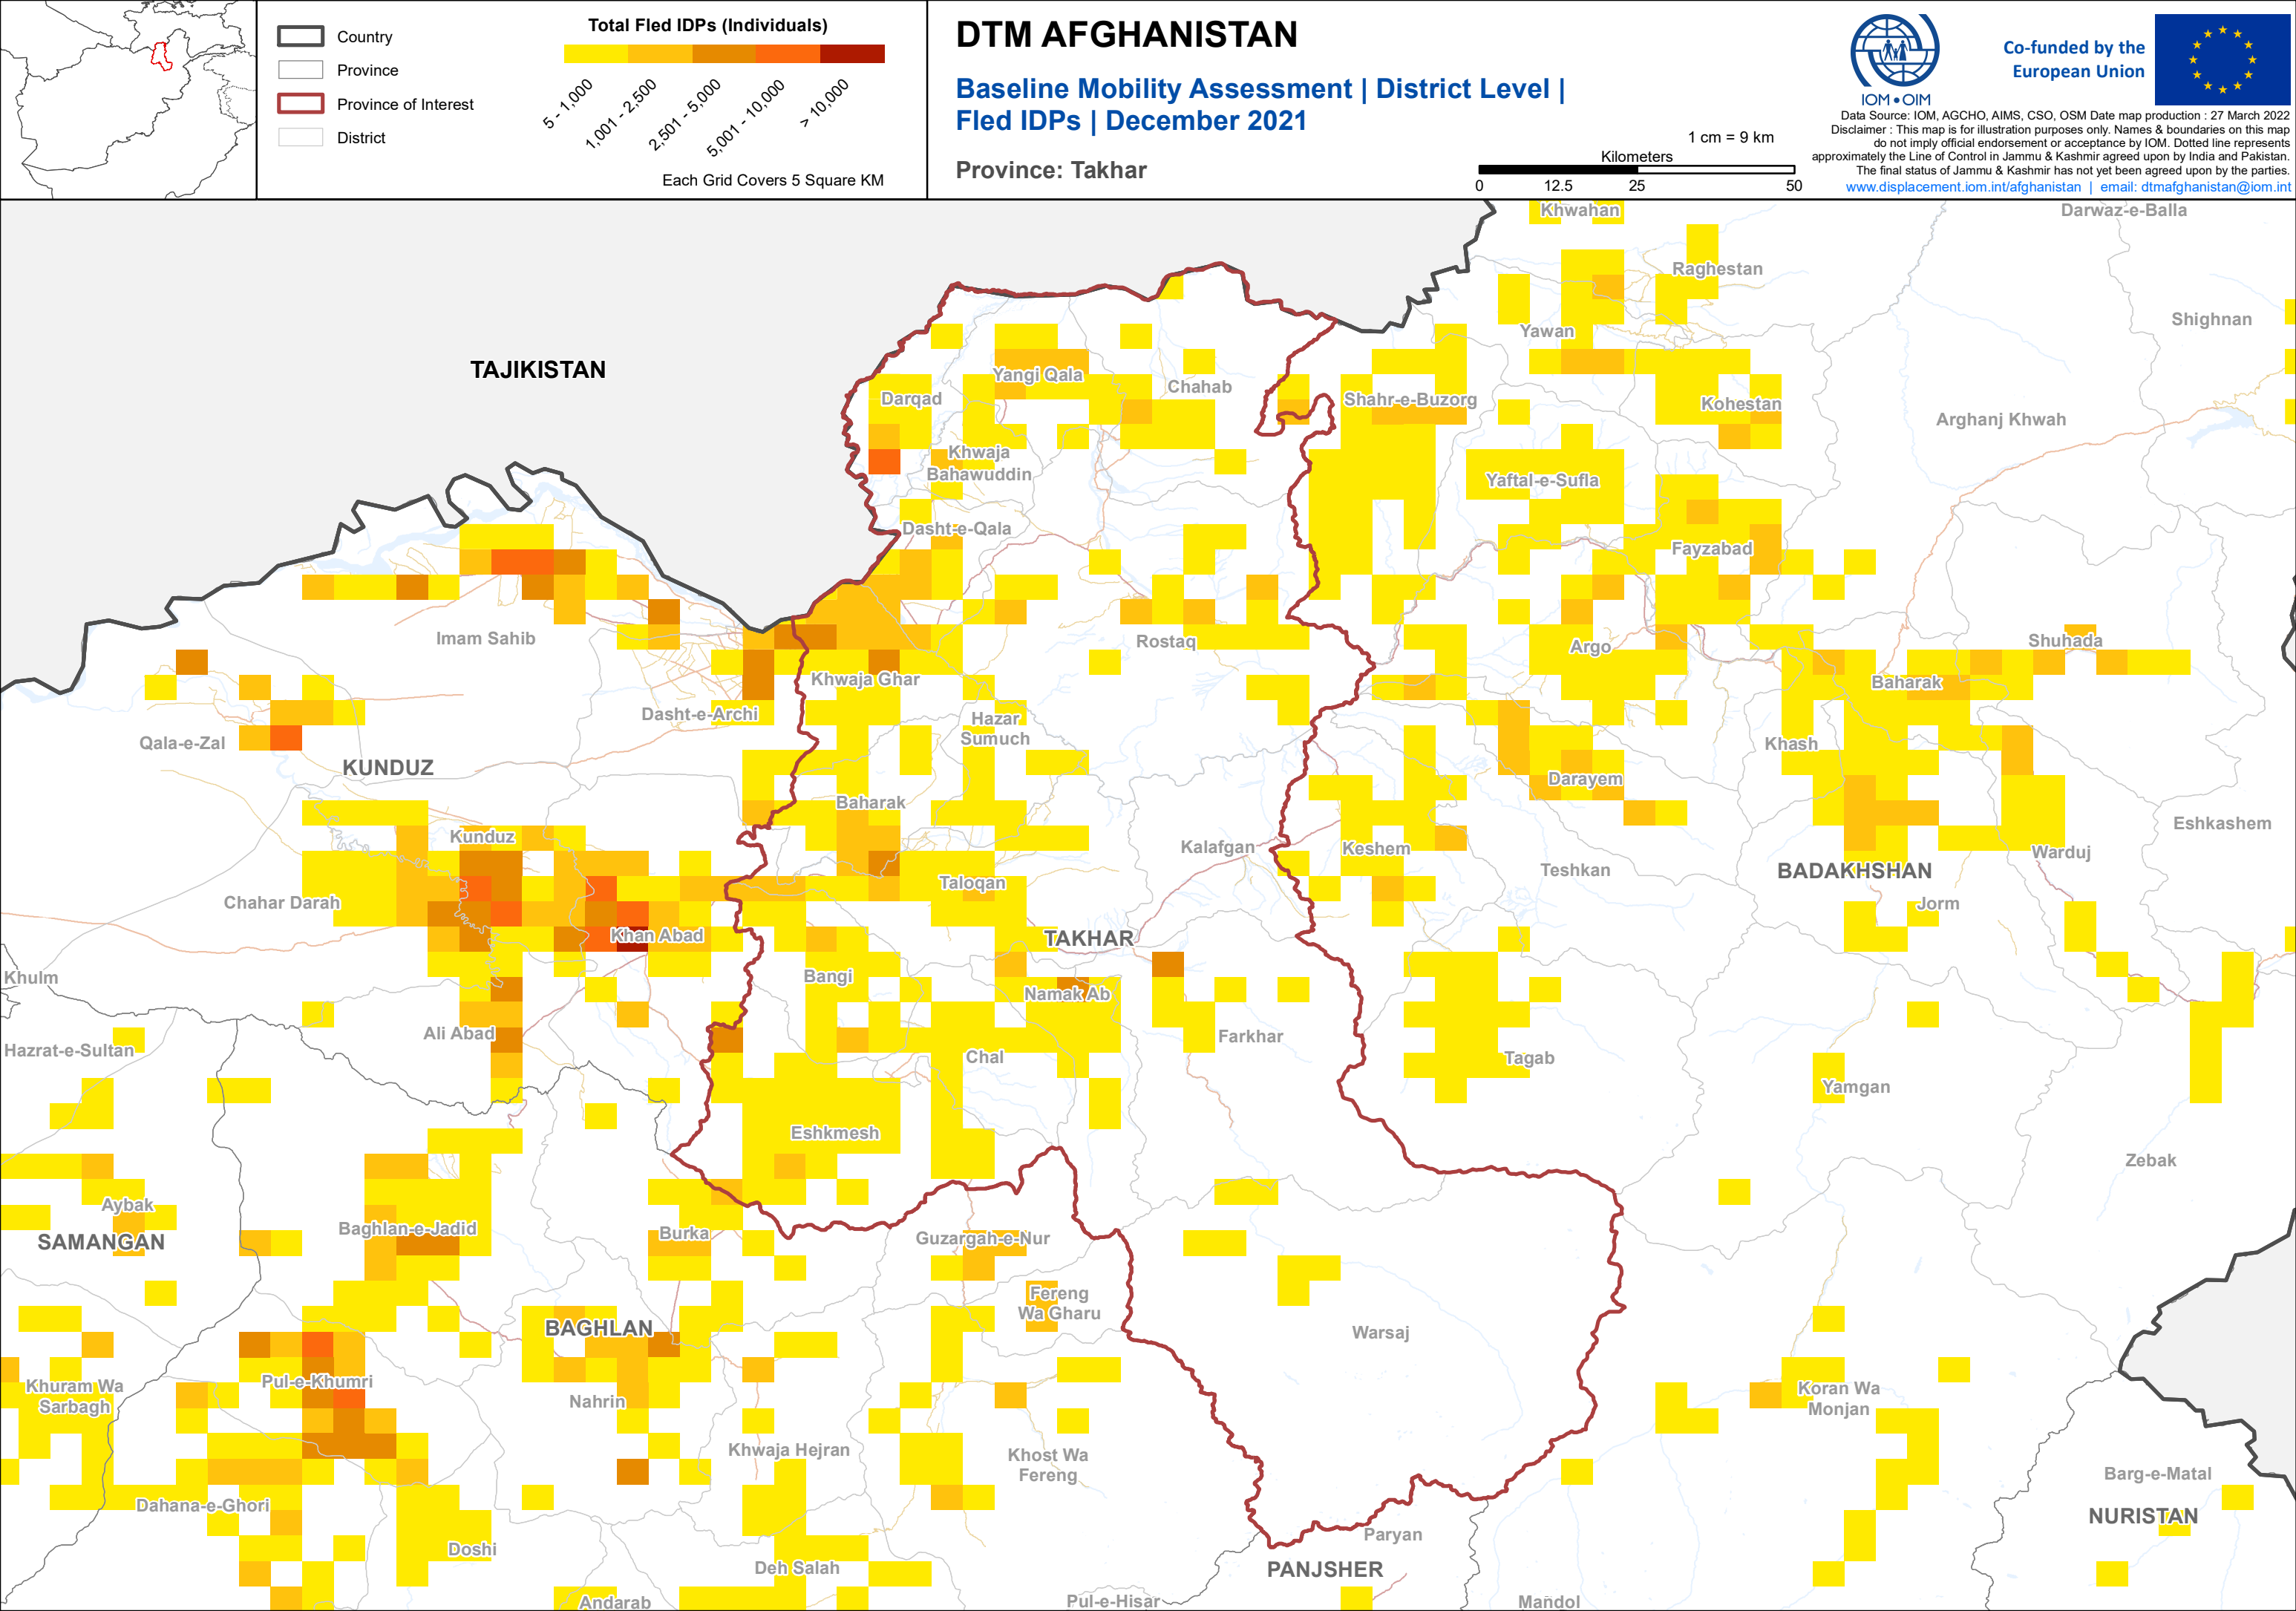 Country
Province
Province of Interest
District
Total Fled IDPs (Individuals)
5 - 1,000
1,001 - 2,500
2,501 - 5,000
5,001 - 10,000
> 10,000
Each Grid Covers 5 Square KM
DTM AFGHANISTAN
Baseline Mobility Assessment | District Level |
Fled IDPs | December 2021
Province: Takhar
1 cm = 9 km
Kilometers
0 12.5 25 50
IOM • OIM
Co-funded by the
European Union
Data Source: IOM, AGCHO, AIMS, CSO, OSM Date map production : 27 March 2022
Disclaimer : This map is for illustration purposes only. Names & boundaries on this map
do not imply official endorsement or acceptance by IOM. Dotted line represents
approximately the Line of Control in Jammu & Kashmir agreed upon by India and Pakistan.
The final status of Jammu & Kashmir has not yet been agreed upon by the parties.
www.displacement.iom.int/afghanistan | email: dtmafghanistan@iom.int
Khwahan
Darwaz-e-Balla
Raghestan
Shighnan
Yawan
TAJIKISTAN
Yangi Qala
Chahab
Darqad
Shahr-e-Buzorg
Kohestan
Arghanj Khwah
Khwaja
Bahawuddin
Yaftal-e-Sufla
Dasht-e-Qala
Fayzabad
Imam Sahib
Rostaq
Argo
Shuhada
Khwaja Ghar
Baharak
Dasht-e-Archi
Hazar
Sumuch
Qala-e-Zal
Khash
KUNDUZ
Darayem
Baharak
Eshkashem
Kunduz
Kalafgan
Keshem
Warduj
Teshkan
BADAKHSHAN
Taloqan
Chahar Darah
Jorm
Khan Abad
TAKHAR
Khulm
Bangi
Namak Ab
Ali Abad
Farkhar
Hazrat-e-Sultan
Chal
Tagab
Yamgan
Eshkmesh
Zebak
Aybak
Baghlan-e-Jadid
Burka
Guzargah-e-Nur
SAMANGAN
Fereng
Wa Gharu
BAGHLAN
Warsaj
Pul-e-Khumri
Khuram Wa
Sarbagh
Koran Wa
Monjan
Nahrin
Khwaja Hejran
Khost Wa
Fereng
Barg-e-Matal
Dahana-e-Ghori
NURISTAN
Paryan
Doshi
Deh Salah
PANJSHER
Andarab
Pul-e-Hisar
Mandol